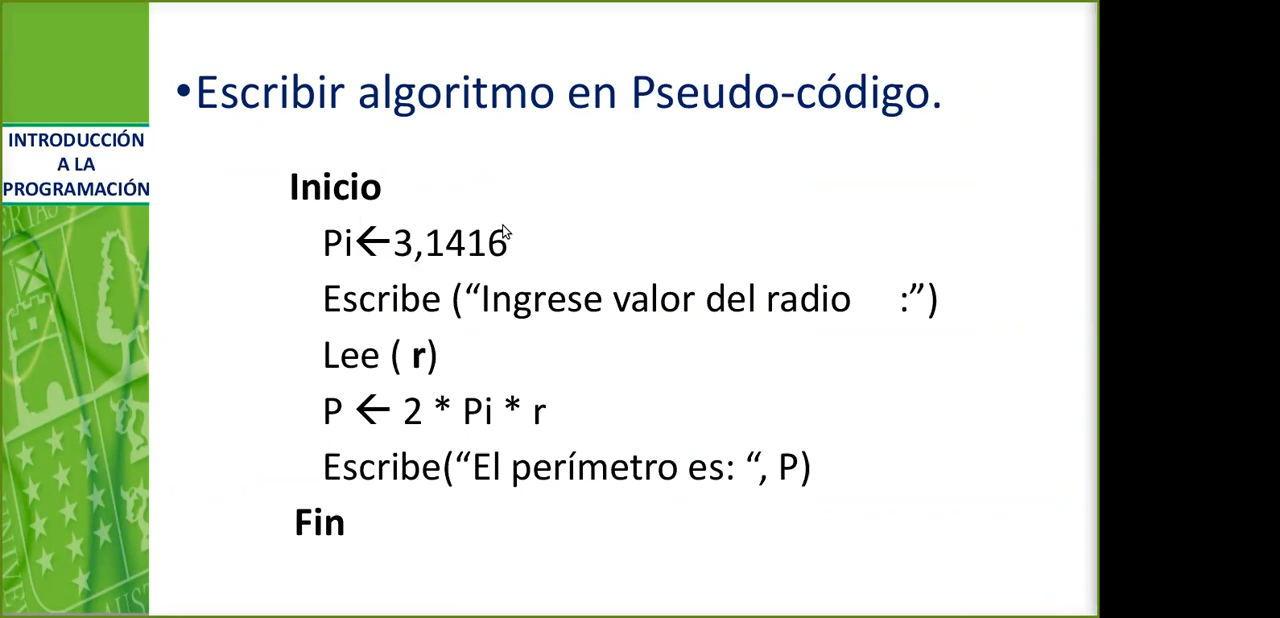 •Escribir algoritmo en Pseudo-código.
INTRODUCCIÓN
A LA
PROGRAMACIÓN
Inicio
Pi←3,1416
Escribe (“Ingrese valor del radio :”)
Lee ( r)
P ← 2 * Pi * r
Escribe(“El perímetro es: “, P)
Fin